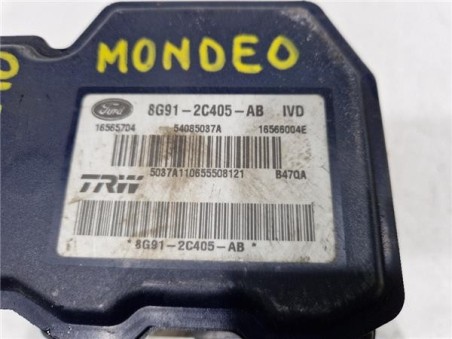 MONDEO
Ford 8G91-2C405-AB IVD
16565704 54085037A 16566004E
5037A110655508121 B47QA
TRW
* 8G91-2C405-AB *